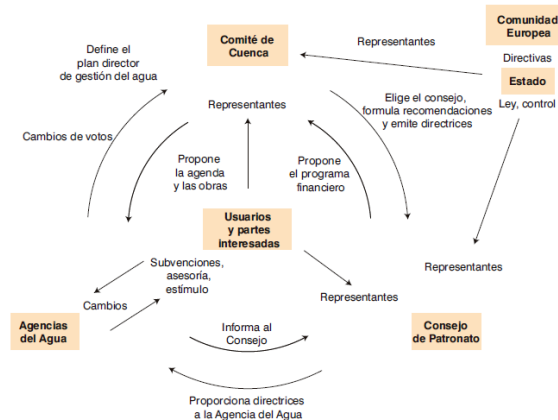 Comunidad
Europea
Directivas
Estado
Ley, control
Representantes
Comité de
Cuenca
Define el
plan director
de gestión del agua
Cambios de votos
Representantes
Elige el consejo,
formula recomendaciones
y emite directrices
Propone
la agenda
y las obras
Propone
el programa
financiero
Usuarios
y partes
interesadas
Subvenciones,
asesoría,
estímulo
Cambios
Representantes
Representantes
Agencias
del Agua
Informa al
Consejo
Consejo
de Patronato
Proporciona directrices
a la Agencia del Agua